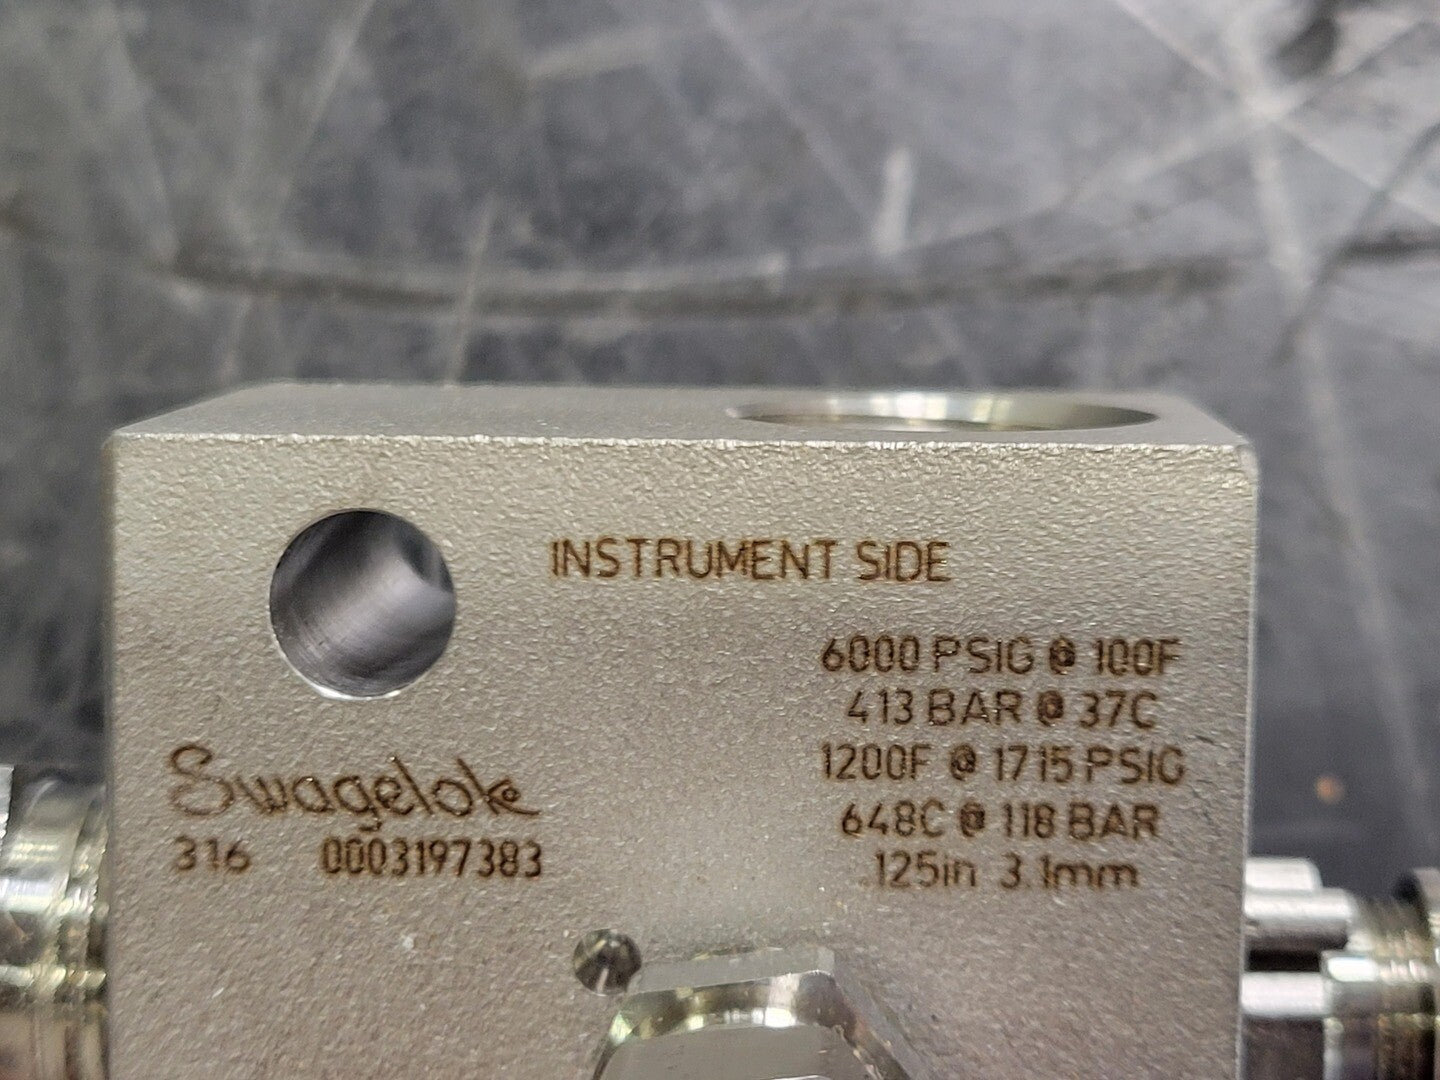 INSTRUMENT SIDE
6000 PSIG @ 100F
413 BAR @ 37C
1200F @ 1715 PSIG
648C @ 118 BAR
.125in 3.1mm
Swagelok
316 0003197383